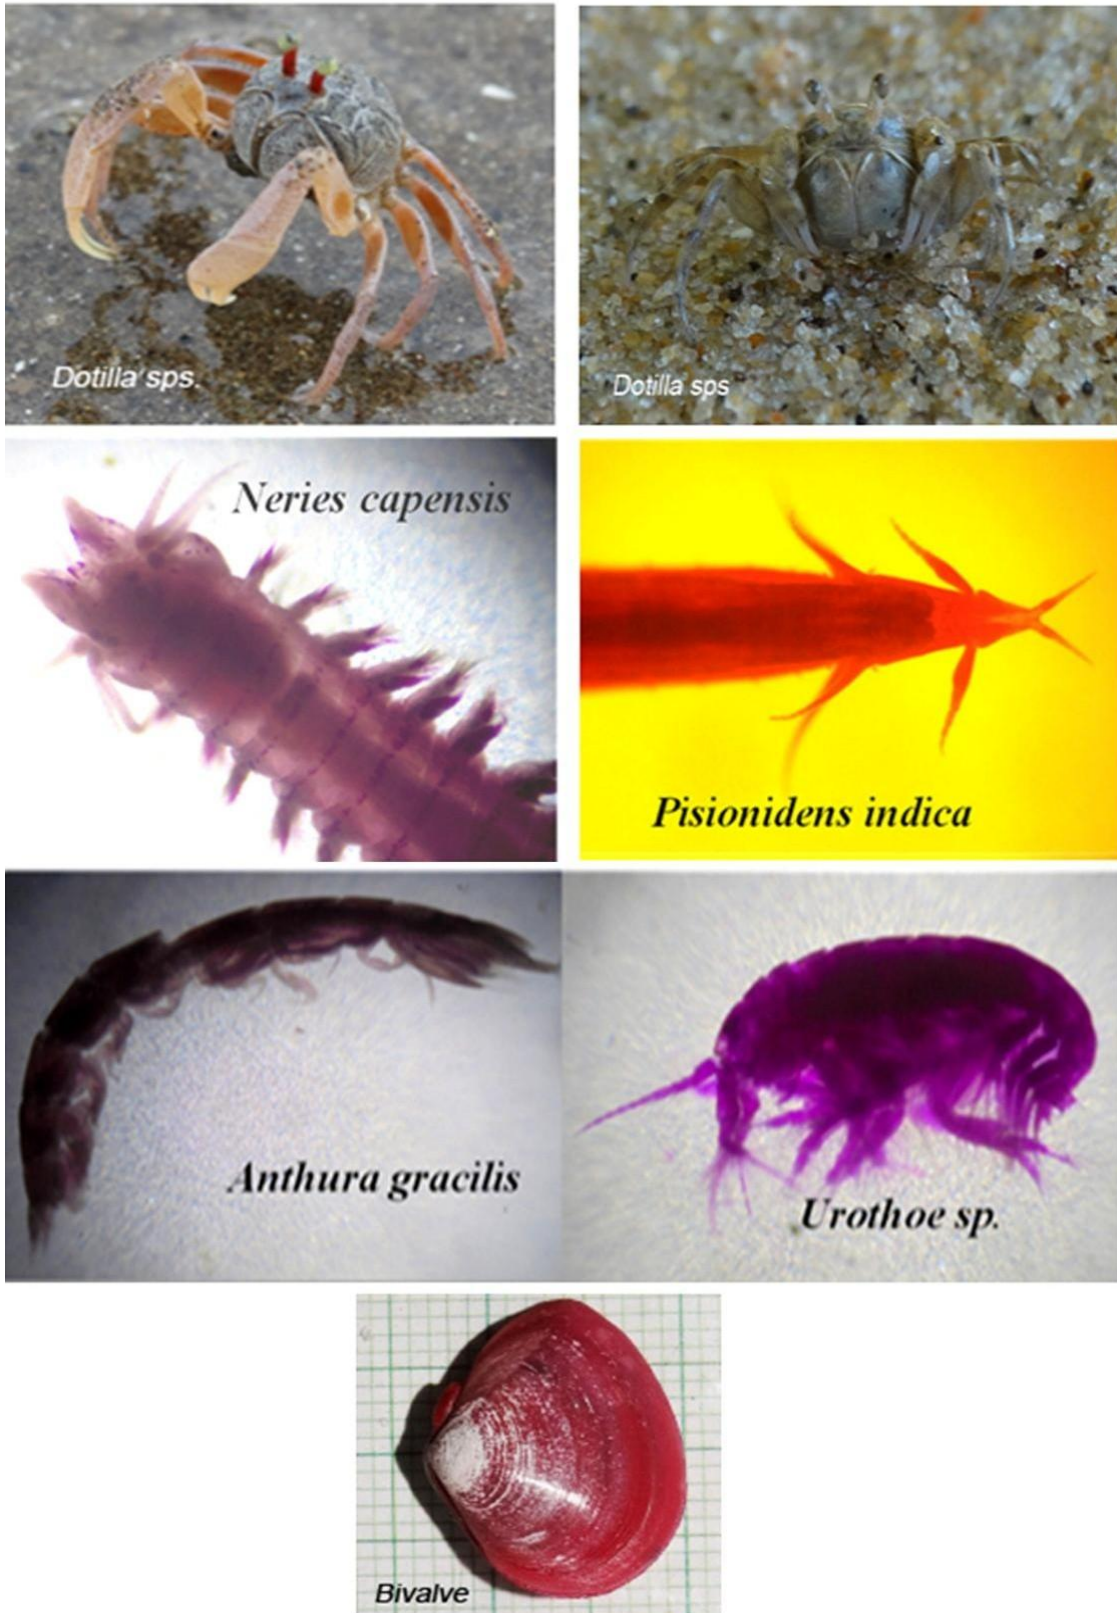 Dotilla sps.
Dotilla sps
Neries capensis
Pisionidens indica
Anthura gracilis
Urothoe sp.
Bivalve